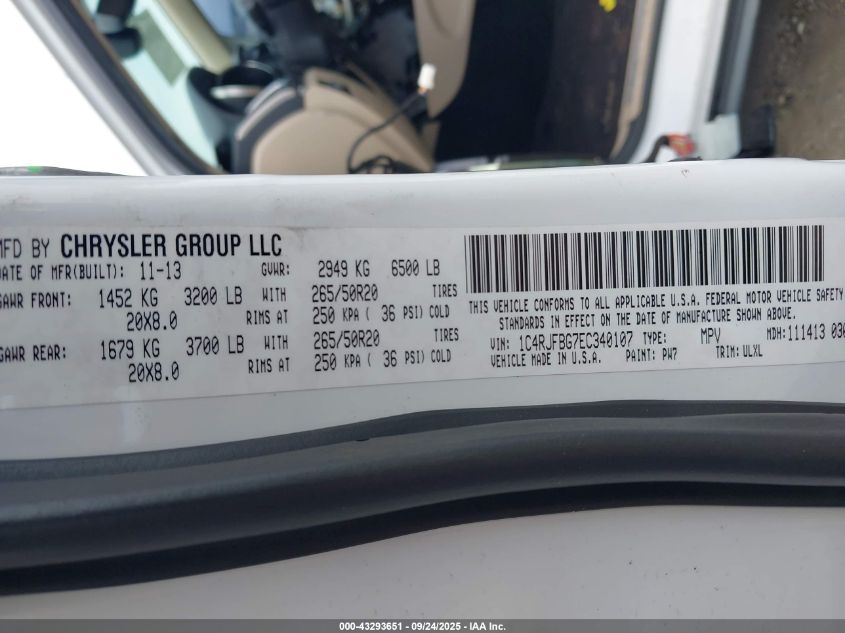 MFD BY CHRYSLER GROUP LLC
DATE OF MFR(BUILT): 11-13 GVWR: 2949 KG 6500 LB
GAWR FRONT: 1452 KG 3200 LB WITH 265/50R20 TIRES
20X8.0 RIMS AT 250 KPA ( 36 PSI) COLD
GAWR REAR: 1679 KG 3700 LB WITH 265/50R20 TIRES
20X8.0 RIMS AT 250 KPA ( 36 PSI) COLD
THIS VEHICLE CONFORMS TO ALL APPLICABLE U.S.A. FEDERAL MOTOR VEHICLE SAFETY
STANDARDS IN EFFECT ON THE DATE OF MANUFACTURE SHOWN ABOVE.
VIN: 1C4RJFBG7EC340107 TYPE: MPV MDH: 111413 030
VEHICLE MADE IN U.S.A. PAINT: PW7 TRIM: ULXL
000-43293651 - 09/24/2025 - IAA Inc.